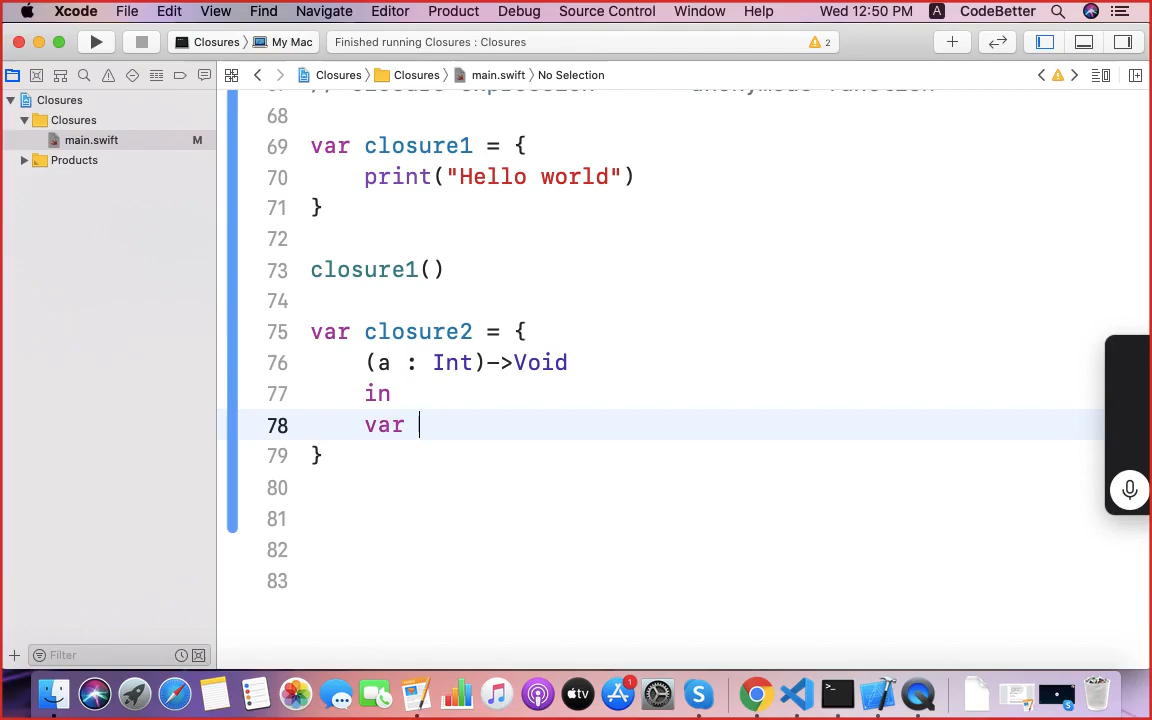 Xcode File Edit View Find Navigate Editor Product Debug Source Control Window Help Wed 12:50 PM A CodeBetter
Closures My Mac Finished running Closures : Closures 2
Closures Closures main.swift No Selection
Closures
Closures
main.swift M
Products
68
69 var closure1 = {
70 print("Hello world")
71 }
72
73 closure1()
74
75 var closure2 = {
76 (a : Int)->Void
77 in
78 var
79 }
80
81
82
83
Filter
tv
1